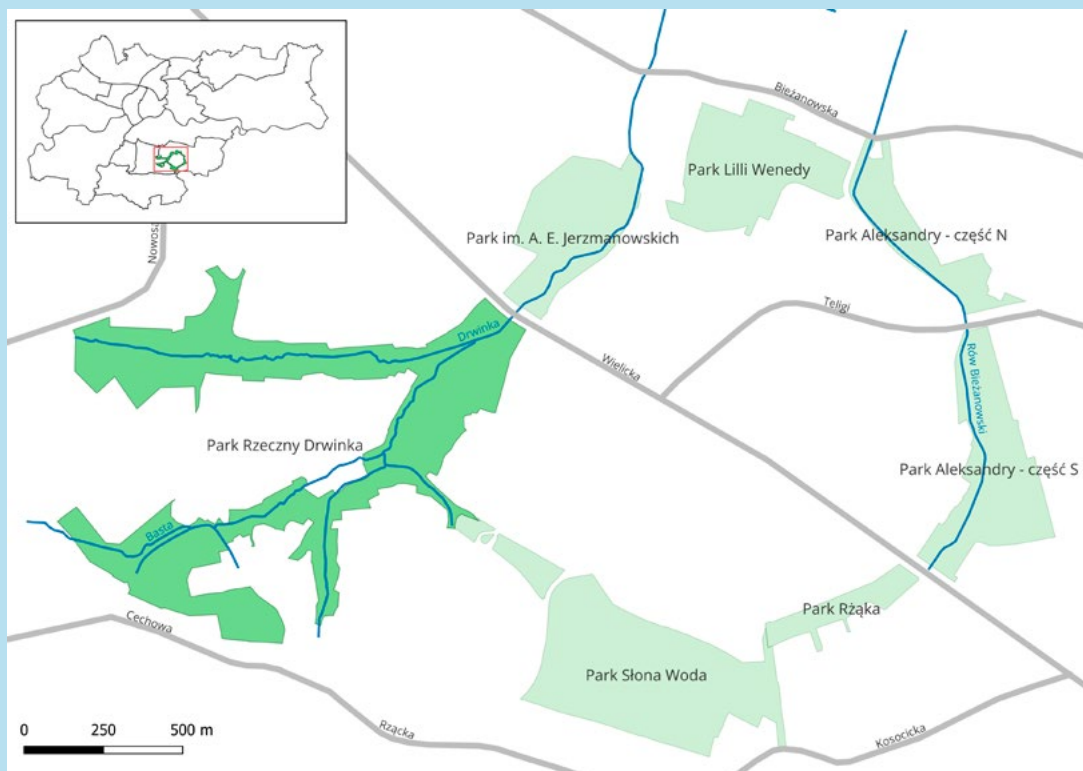 Bieżanowska
Park Lilli Wenedy
Park im. A. E. Jerzmanowskich
Park Aleksandry - część N
Nowosa
Teligi
Drwinka
Wielicka
Rów Bieżanowski
Park Rzeczny Drwinka
Park Aleksandry - część S
Basta
Cechowa
Park Rżąka
Park Słona Woda
Rżącka
Kosocicka
0 250 500 m